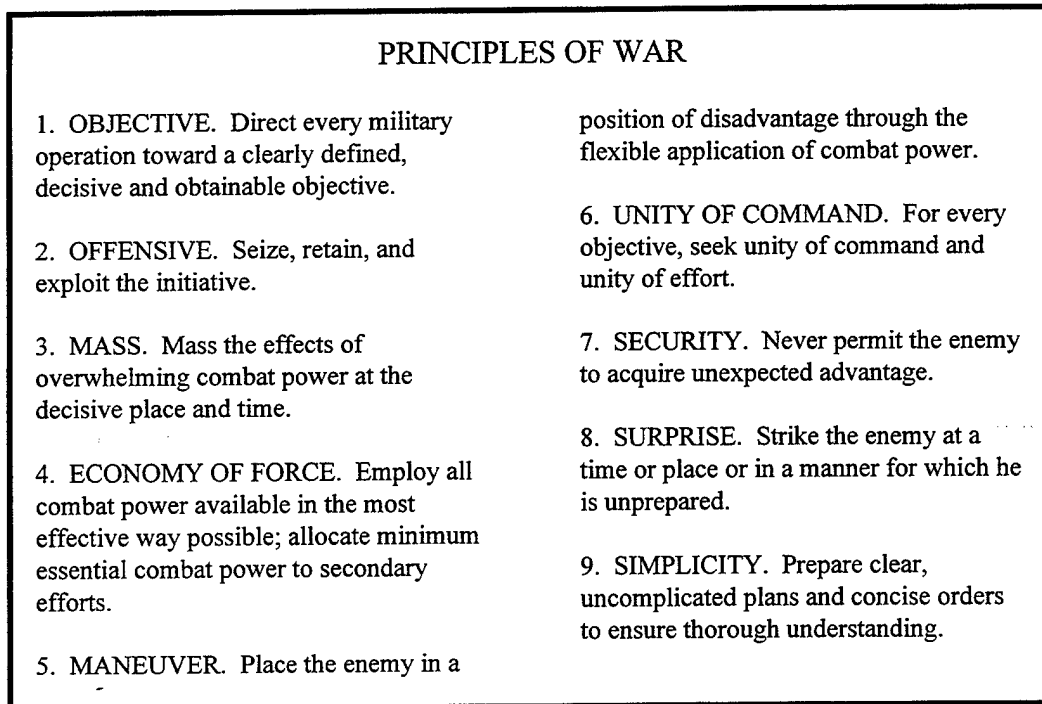 PRINCIPLES OF WAR
1. OBJECTIVE. Direct every military
operation toward a clearly defined,
decisive and obtainable objective.
2. OFFENSIVE. Seize, retain, and
exploit the initiative.
3. MASS. Mass the effects of
overwhelming combat power at the
decisive place and time.
4. ECONOMY OF FORCE. Employ all
combat power available in the most
effective way possible; allocate minimum
essential combat power to secondary
efforts.
5. MANEUVER. Place the enemy in a
position of disadvantage through the
flexible application of combat power.
6. UNITY OF COMMAND. For every
objective, seek unity of command and
unity of effort.
7. SECURITY. Never permit the enemy
to acquire unexpected advantage.
8. SURPRISE. Strike the enemy at a
time or place or in a manner for which he
is unprepared.
9. SIMPLICITY. Prepare clear,
uncomplicated plans and concise orders
to ensure thorough understanding.